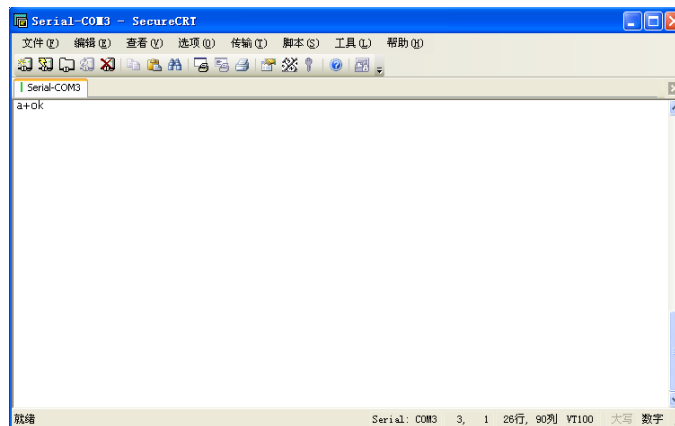 Serial-COM3 - SecureCRT
文件(F) 编辑(E) 查看(V) 选项(O) 传输(T) 脚本(S) 工具(L) 帮助(H)
Serial-COM3
a+ok
就绪 Serial: COM3 3, 1 26行, 90列 VT100 大写 数字